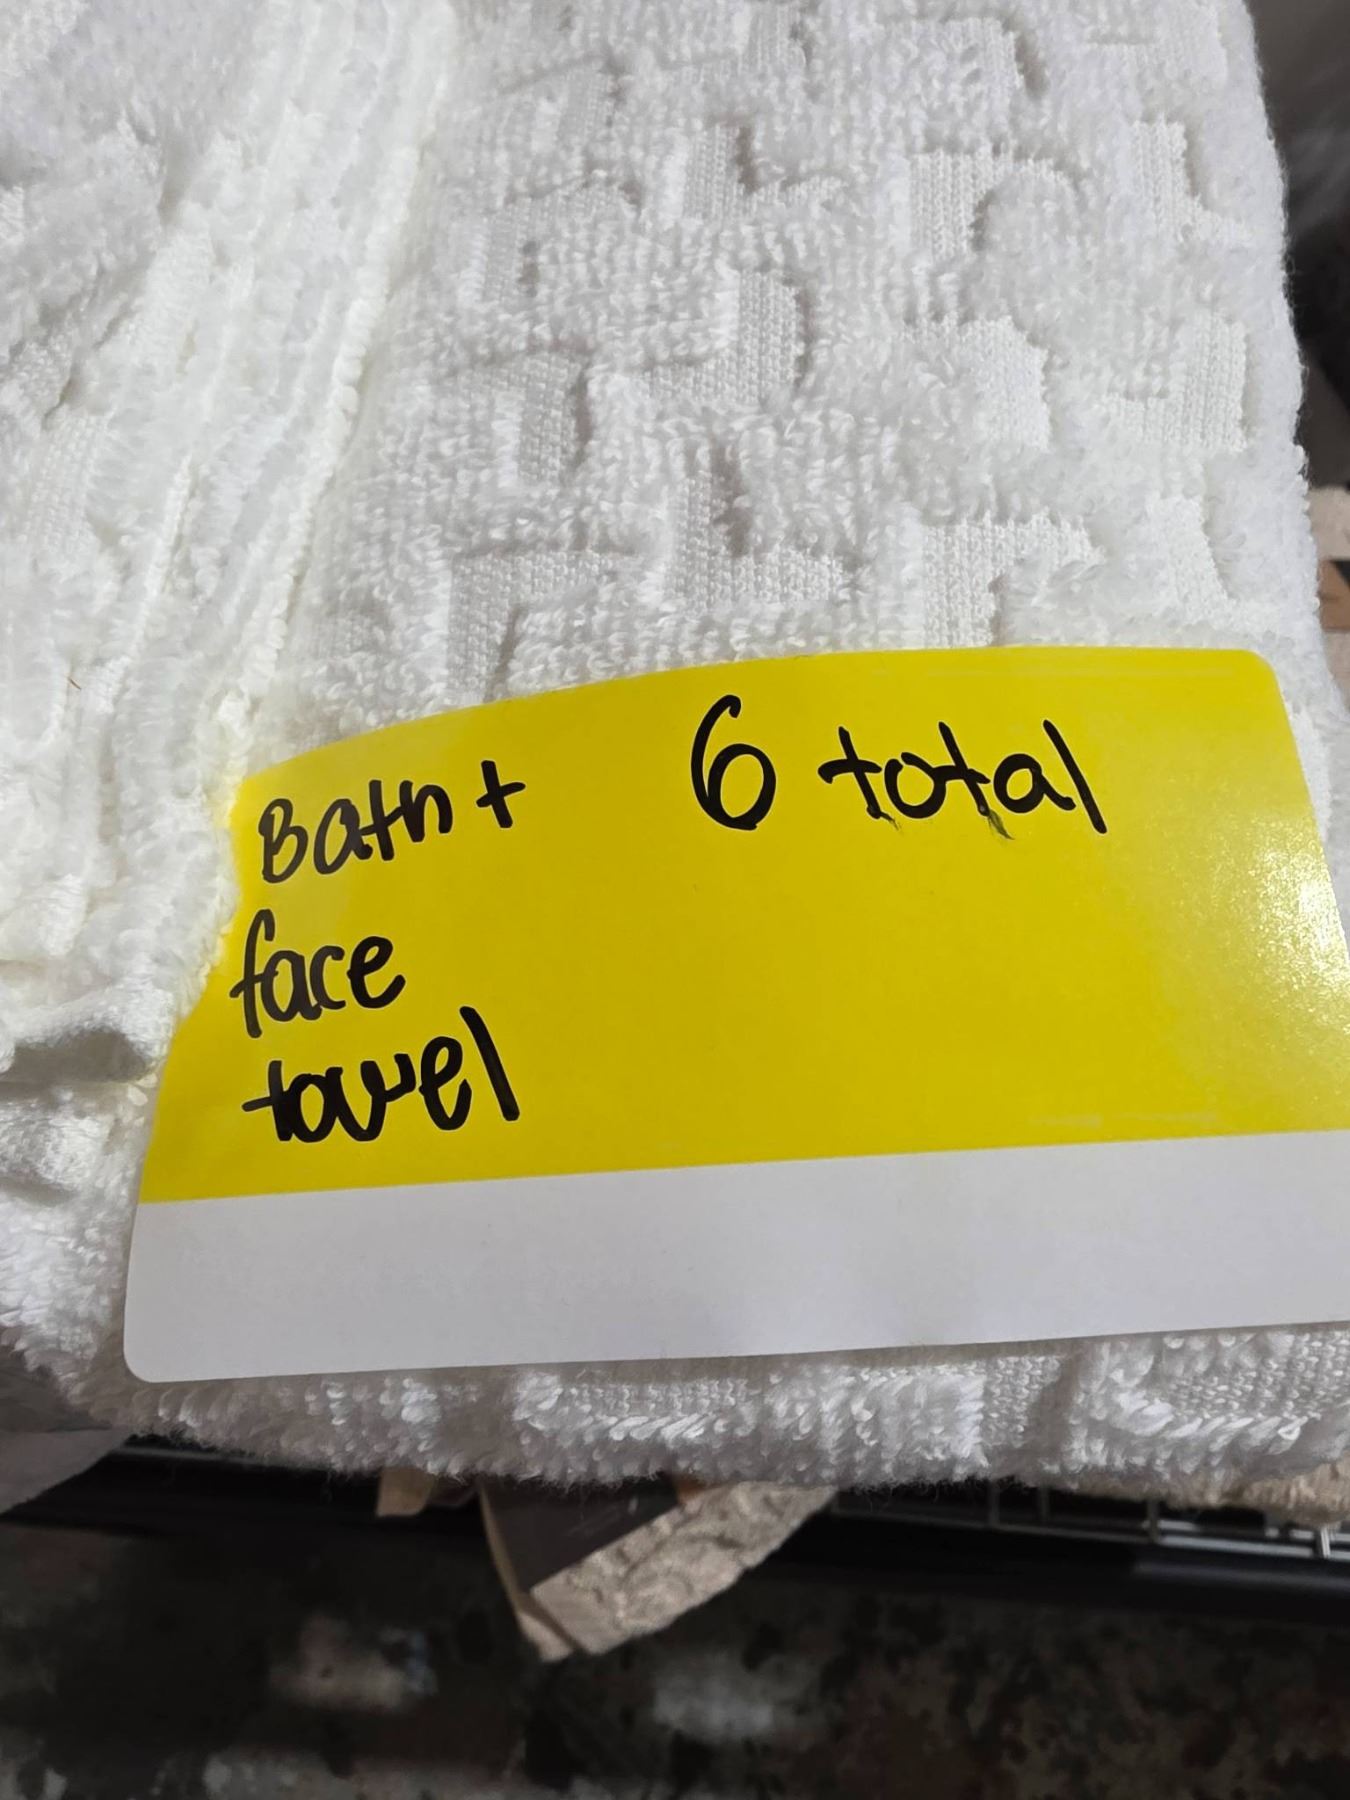 Bath +
face
towel
6 total